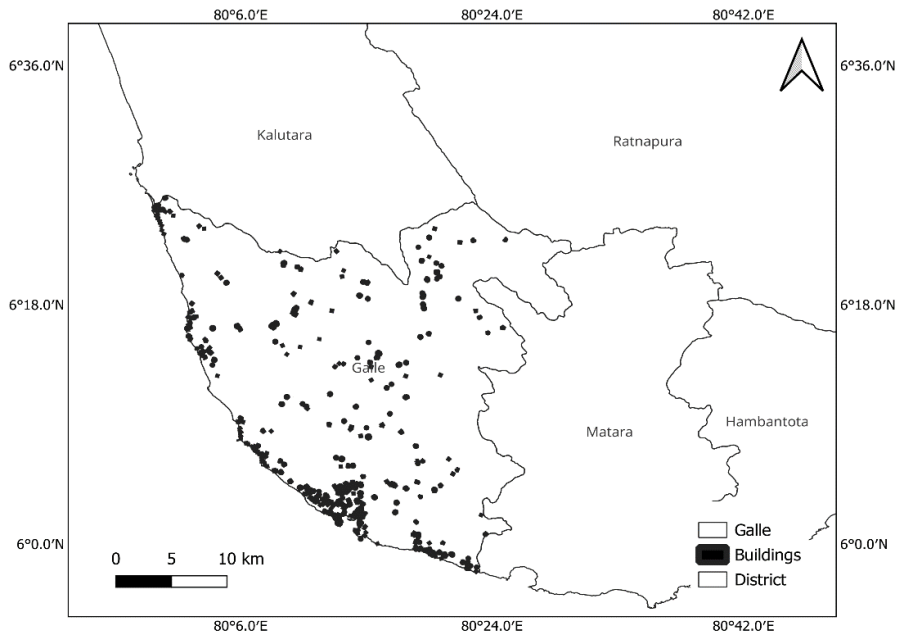 80°6.0′E 80°24.0′E 80°42.0′E
6°36.0′N 6°36.0′N
Kalutara
Ratnapura
6°18.0′N 6°18.0′N
Galle
Hambantota
Matara
Galle
6°0.0′N 6°0.0′N
0 5 10 km
Buildings
District
80°6.0′E 80°24.0′E 80°42.0′E